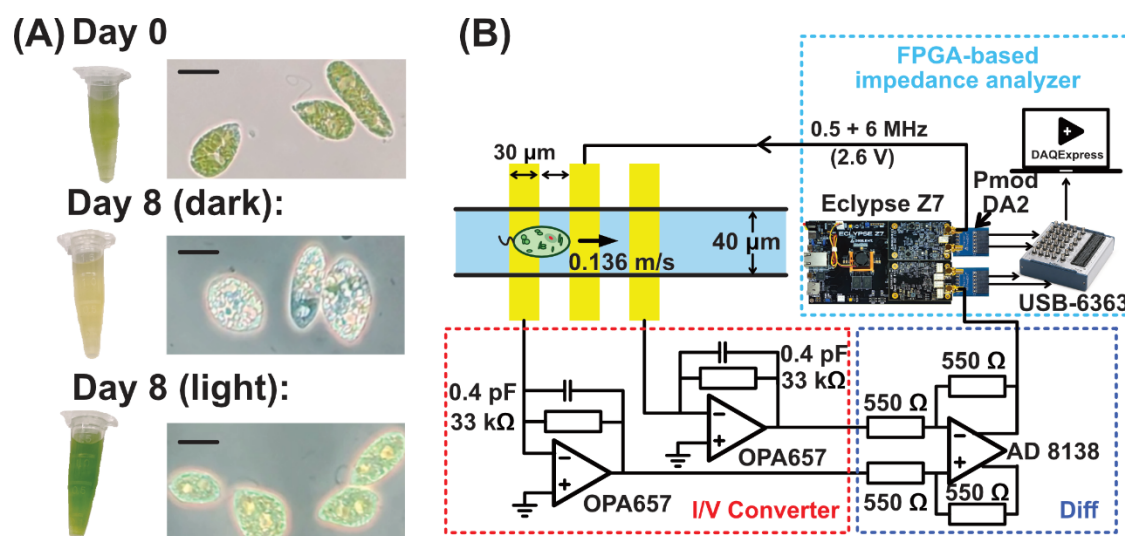 (A) Day 0
Day 8 (dark):
Day 8 (light):
(B)
FPGA-based
impedance analyzer
0.5 + 6 MHz
(2.6 V)
30 µm
DAQExpress
Pmod
DA2
Eclypse Z7
ECLYPSE Z7
40 µm
0.136 m/s
USB-6363
0.4 pF
33 kΩ
OPA657
0.4 pF
33 kΩ
OPA657
I/V Converter
550 Ω
550 Ω
AD 8138
550 Ω
550 Ω
Diff